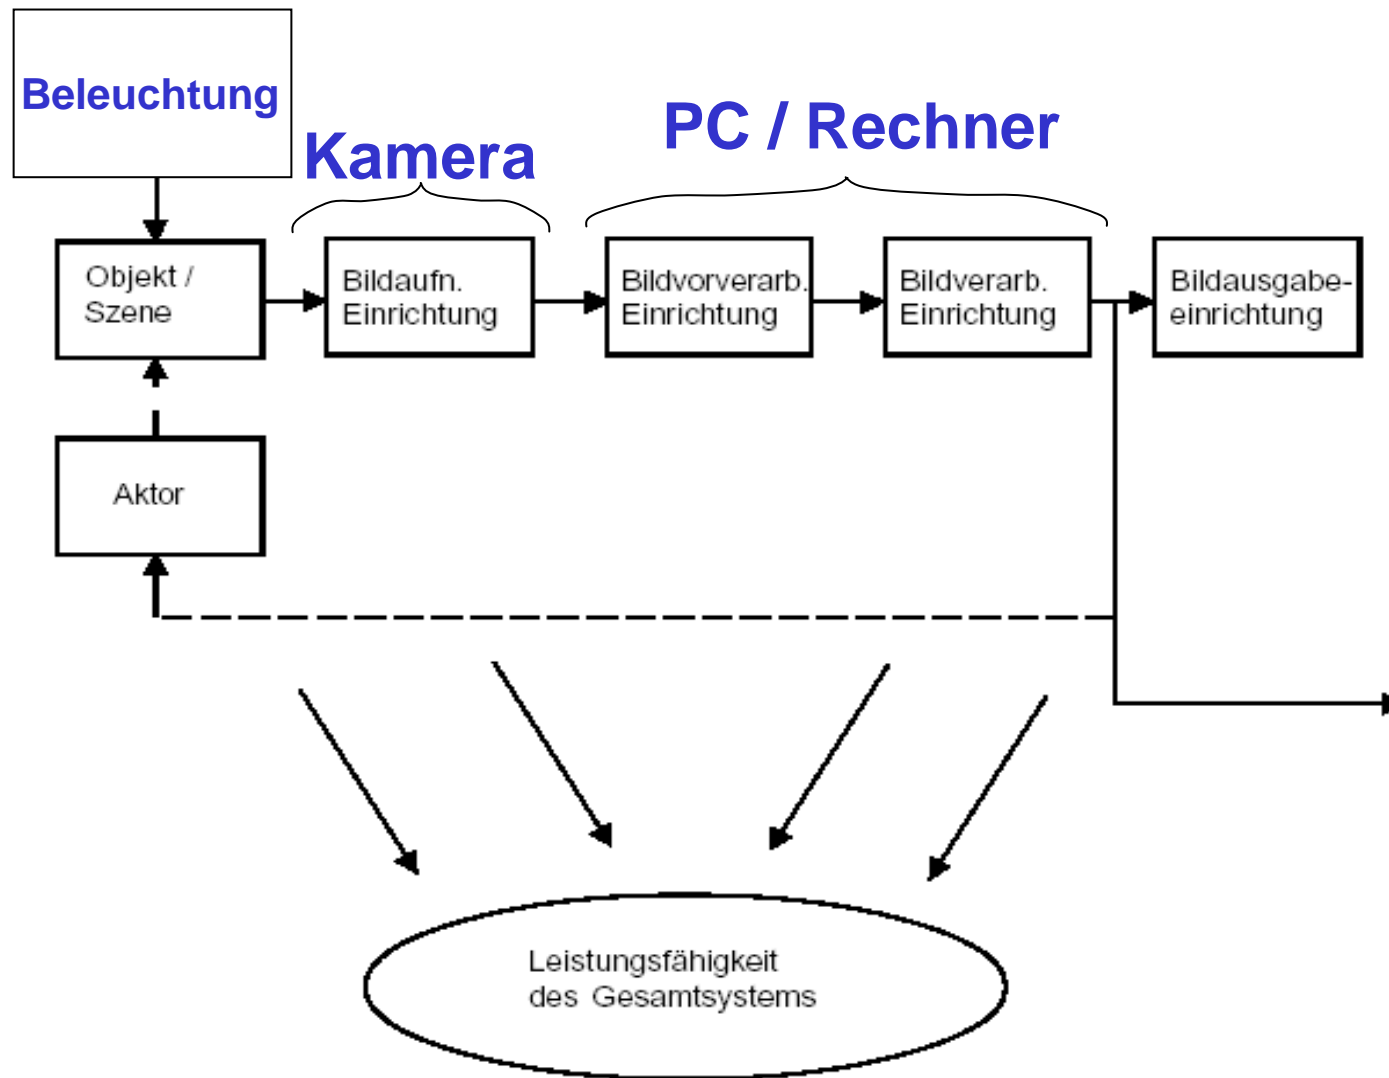 Beleuchtung
Kamera
PC / Rechner
Objekt /
Szene
Bildaufn.
Einrichtung
Bildvorverarb.
Einrichtung
Bildverarb.
Einrichtung
Bildausgabe-
einrichtung
Aktor
Leistungsfähigkeit
des Gesamtsystems